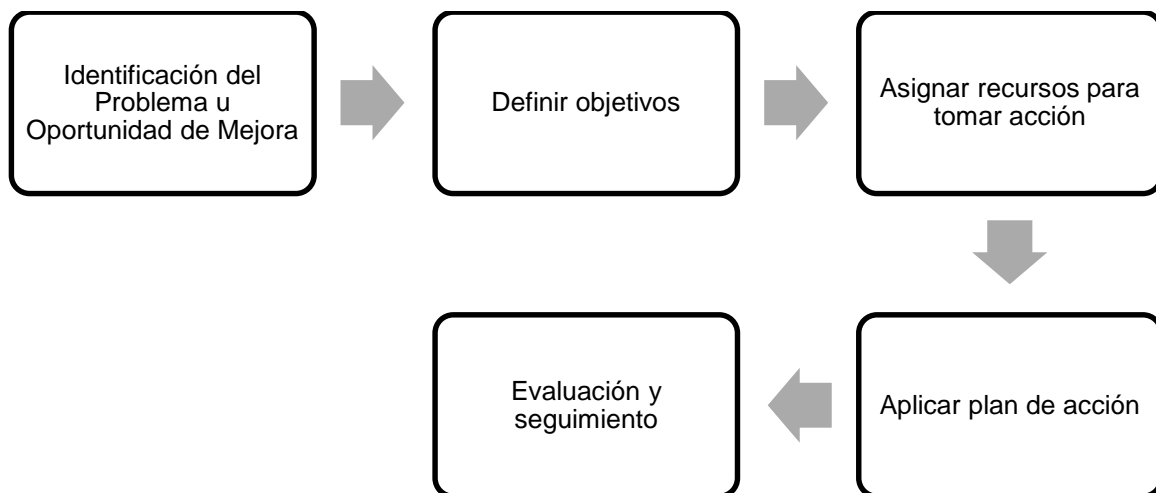 Identificación del
Problema u
Oportunidad de Mejora
Definir objetivos
Asignar recursos para
tomar acción
Aplicar plan de acción
Evaluación y
seguimiento